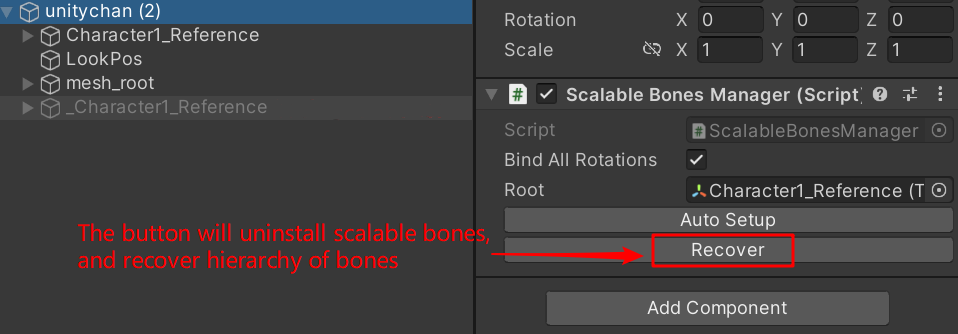 unitychan (2)
Character1_Reference
LookPos
mesh_root
_Character1_Reference
The button will uninstall scalable bones,
and recover hierarchy of bones
Rotation X 0 Y 0 Z 0
Scale X 1 Y 1 Z 1
# Scalable Bones Manager (Script)
Script # ScalableBonesManager
Bind All Rotations
Root Character1_Reference (T
Auto Setup
Recover
Add Component